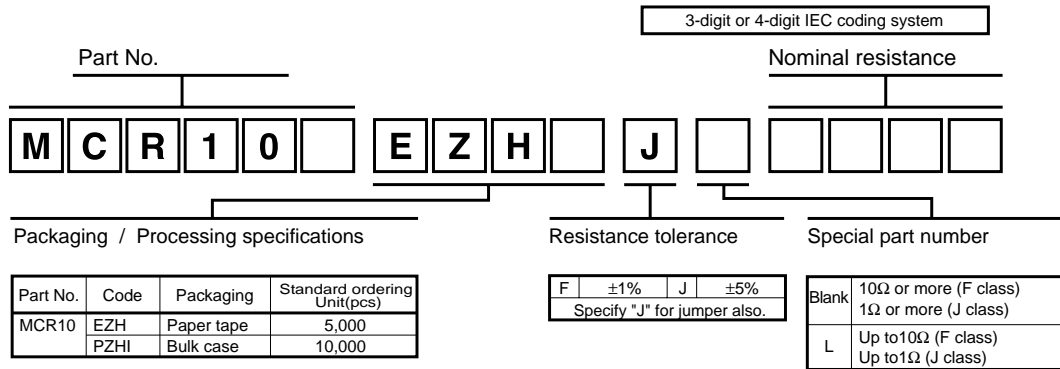 3-digit or 4-digit IEC coding system
Part No.
Nominal resistance
M C R 1 0 E Z H J
Packaging / Processing specifications
Resistance tolerance
Special part number
Part No. Code Packaging Standard ordering Unit(pcs)
MCR10 EZH Paper tape 5,000
PZHI Bulk case 10,000
F ±1% J ±5%
Specify "J" for jumper also.
Blank 10Ω or more (F class)
1Ω or more (J class)
L Up to10Ω (F class)
Up to1Ω (J class)